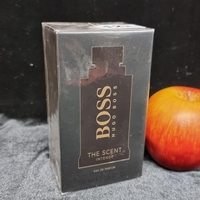 BOSS
HUGO BOSS
THE SCENT
INTENSE
EAU DE PARFUM